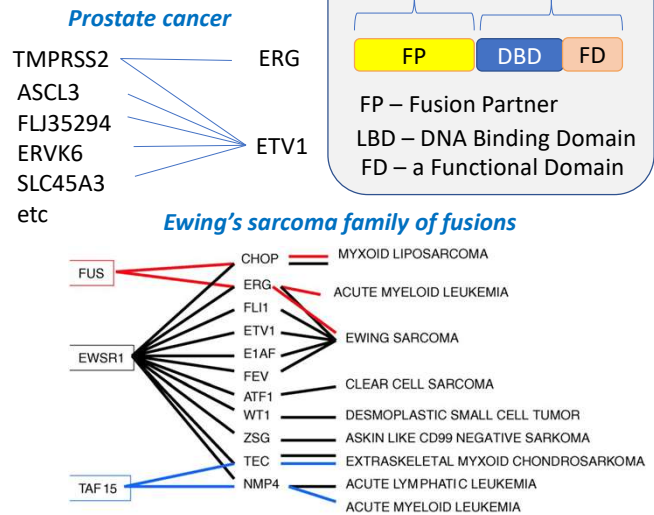 Prostate cancer
TMPRSS2
ERG
ASCL3
FLJ35294
ERVK6
ETV1
SLC45A3
etc
FP
DBD
FD
FP – Fusion Partner
LBD – DNA Binding Domain
FD – a Functional Domain
Ewing's sarcoma family of fusions
FUS
EWSR1
TAF15
CHOP
ERG
FLI1
ETV1
E1AF
FEV
ATF1
WT1
ZSG
TEC
NMP4
MYXOID LIPOSARCOMA
ACUTE MYELOID LEUKEMIA
EWING SARCOMA
CLEAR CELL SARCOMA
DESMOPLASTIC SMALL CELL TUMOR
ASKIN LIKE CD99 NEGATIVE SARKOMA
EXTRASKELETAL MYXOID CHONDROSARKOMA
ACUTE LYMPHATIC LEUKEMIA
ACUTE MYELOID LEUKEMIA